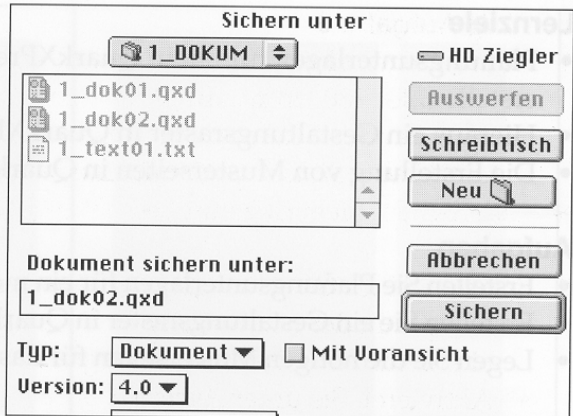 Sichern unter
1_DOKUM
HD Ziegler
1_dok01.qxd
1_dok02.qxd
1_text01.txt
Auswerfen
Schreibtisch
Neu
Dokument sichern unter:
1_dok02.qxd
Abbrechen
Sichern
Typ: Dokument
Mit Voransicht
Version: 4.0